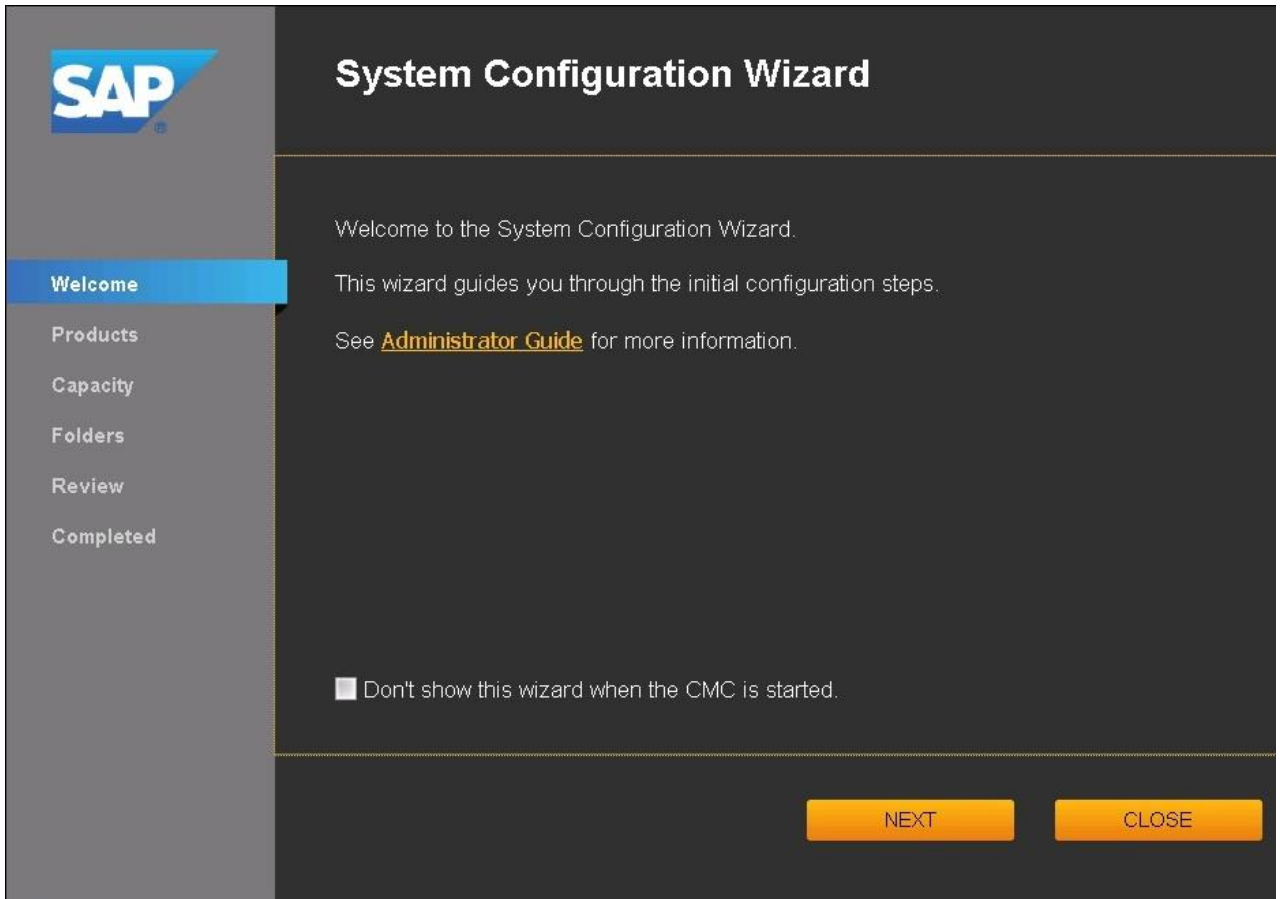 SAP
®
System Configuration Wizard
Welcome
Products
Capacity
Folders
Review
Completed
Welcome to the System Configuration Wizard.
This wizard guides you through the initial configuration steps.
See Administrator Guide for more information.
Don't show this wizard when the CMC is started.
NEXT
CLOSE